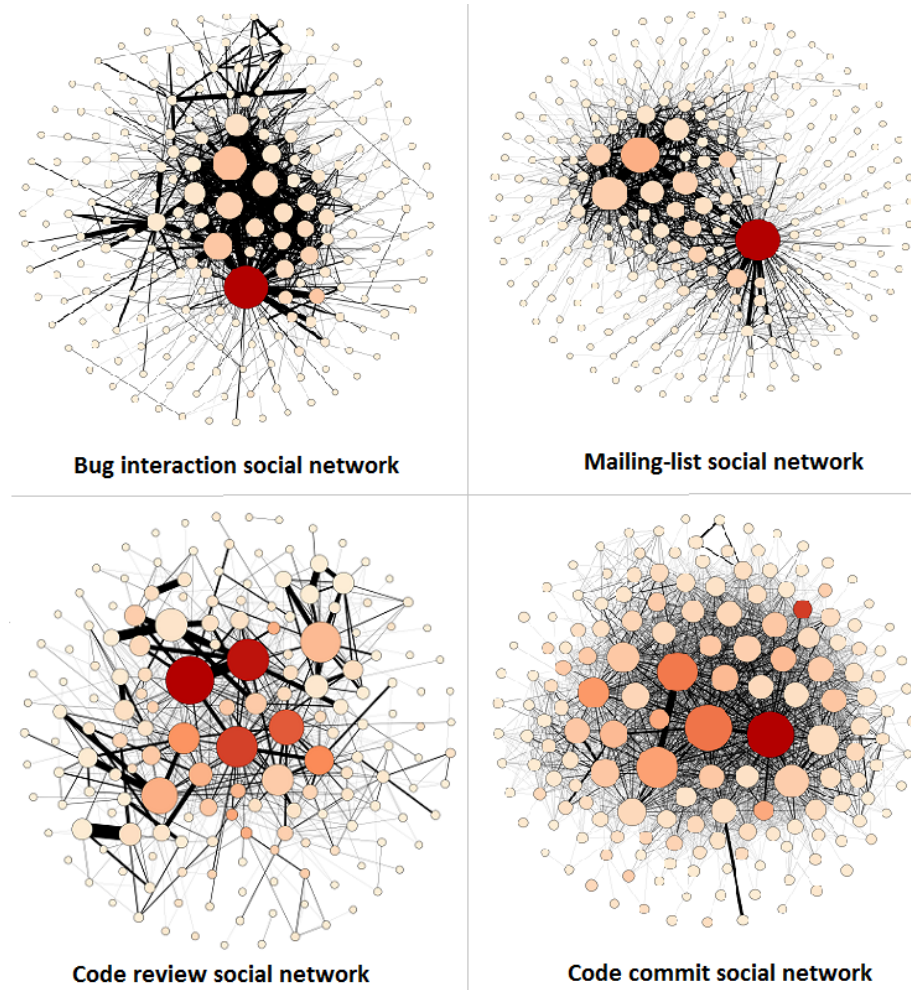 Bug interaction social network
Mailing-list social network
Code review social network
Code commit social network